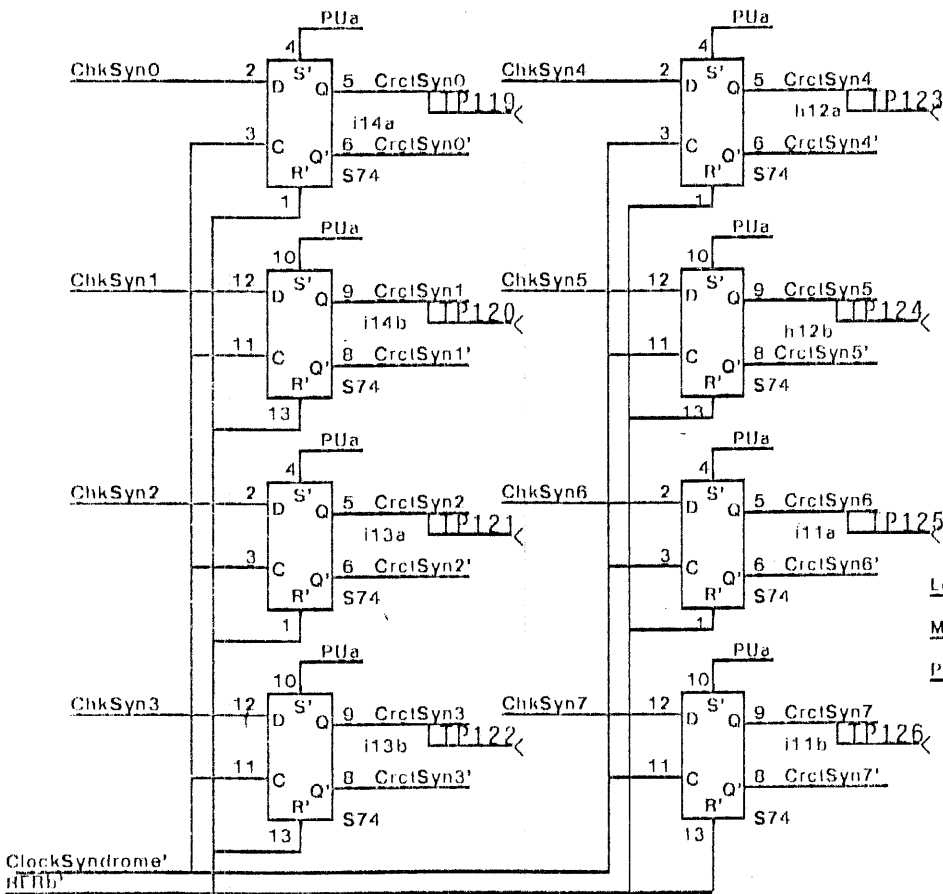 PUa PUa
4 4
ChkSyn0 2 S' 5 CrctSyn0 ChkSyn4 2 S' 5 CrctSyn4
D Q TP119 D Q TP123
i14a h12a
3 C 6 CrctSyn0' 3 C 6 CrctSyn4'
Q' Q'
R' S74 R' S74
1 1
PUa PUa
10 10
ChkSyn1 12 S' 9 CrctSyn1 ChkSyn5 12 S' 9 CrctSyn5
D Q TP120 D Q TP124
i14b h12b
11 C 8 CrctSyn1' 11 C 8 CrctSyn5'
Q' Q'
R' S74 R' S74
13 13
PUa PUa
4 4
ChkSyn2 2 S' 5 CrctSyn2 ChkSyn6 2 S' 5 CrctSyn6
D Q TP121 D Q TP125
i13a i11a
3 C 6 CrctSyn2' 3 C 6 CrctSyn6'
Q' Q'
R' S74 R' S74
1 1
PUa PUa
10 10
ChkSyn3 12 S' 9 CrctSyn3 ChkSyn7 12 S' 9 CrctSyn7
D Q TP122 D Q TP126
i13b i11b
11 C 8 CrctSyn3' 11 C 8 CrctSyn7'
Q' Q'
R' S74 R' S74
13 13
ClockSyndrome'